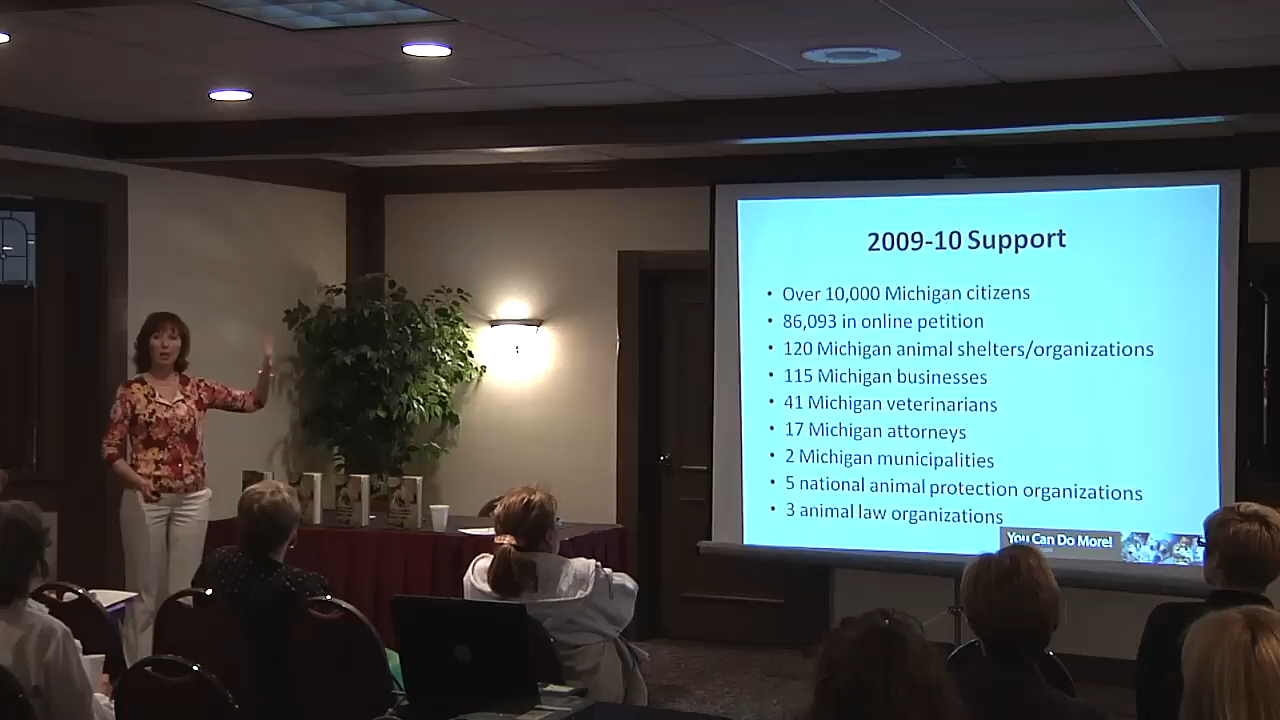 2009-10 Support
• Over 10,000 Michigan citizens
• 86,093 in online petition
• 120 Michigan animal shelters/organizations
• 115 Michigan businesses
• 41 Michigan veterinarians
• 17 Michigan attorneys
• 2 Michigan municipalities
• 5 national animal protection organizations
• 3 animal law organizations
You Can Do More!